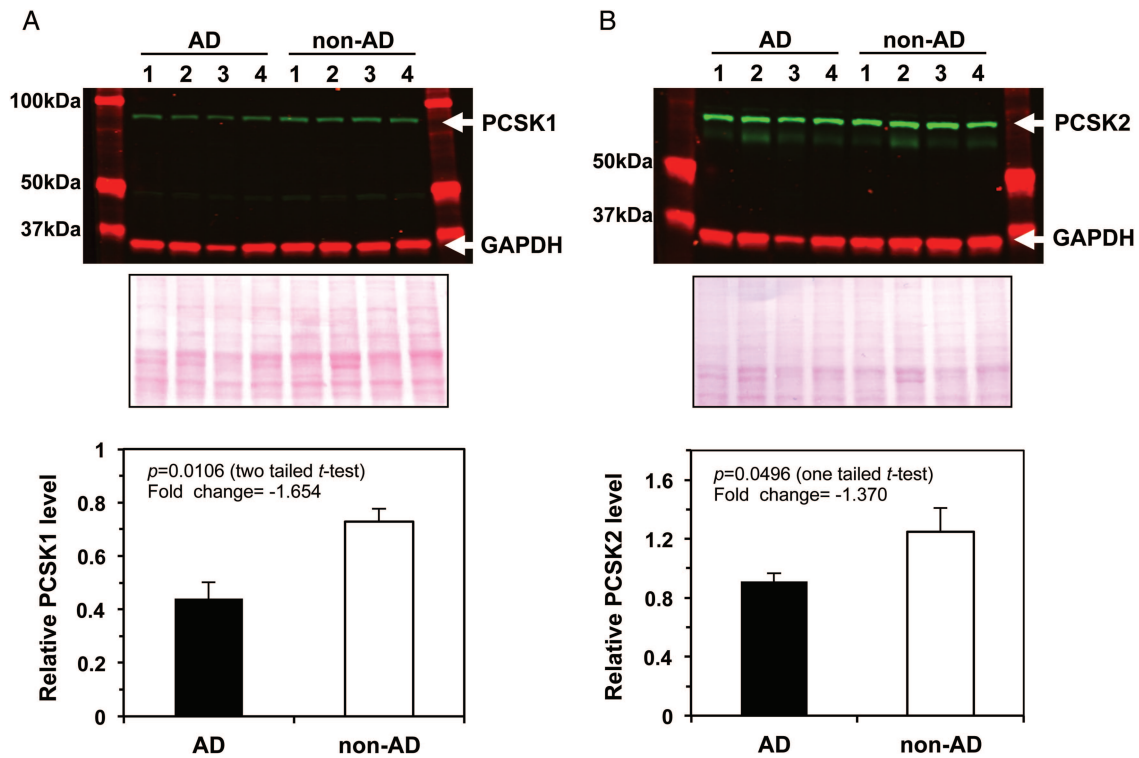 A
AD non-AD
1 2 3 4 1 2 3 4
100kDa
PCSK1
50kDa
37kDa
GAPDH
p=0.0106 (two tailed t-test)
Fold change= -1.654
Relative PCSK1 level
1
0.8
0.6
0.4
0.2
0
AD non-AD
B
AD non-AD
1 2 3 4 1 2 3 4
PCSK2
50kDa
37kDa
GAPDH
p=0.0496 (one tailed t-test)
Fold change= -1.370
Relative PCSK2 level
1.6
1.2
0.8
0.4
0
AD non-AD